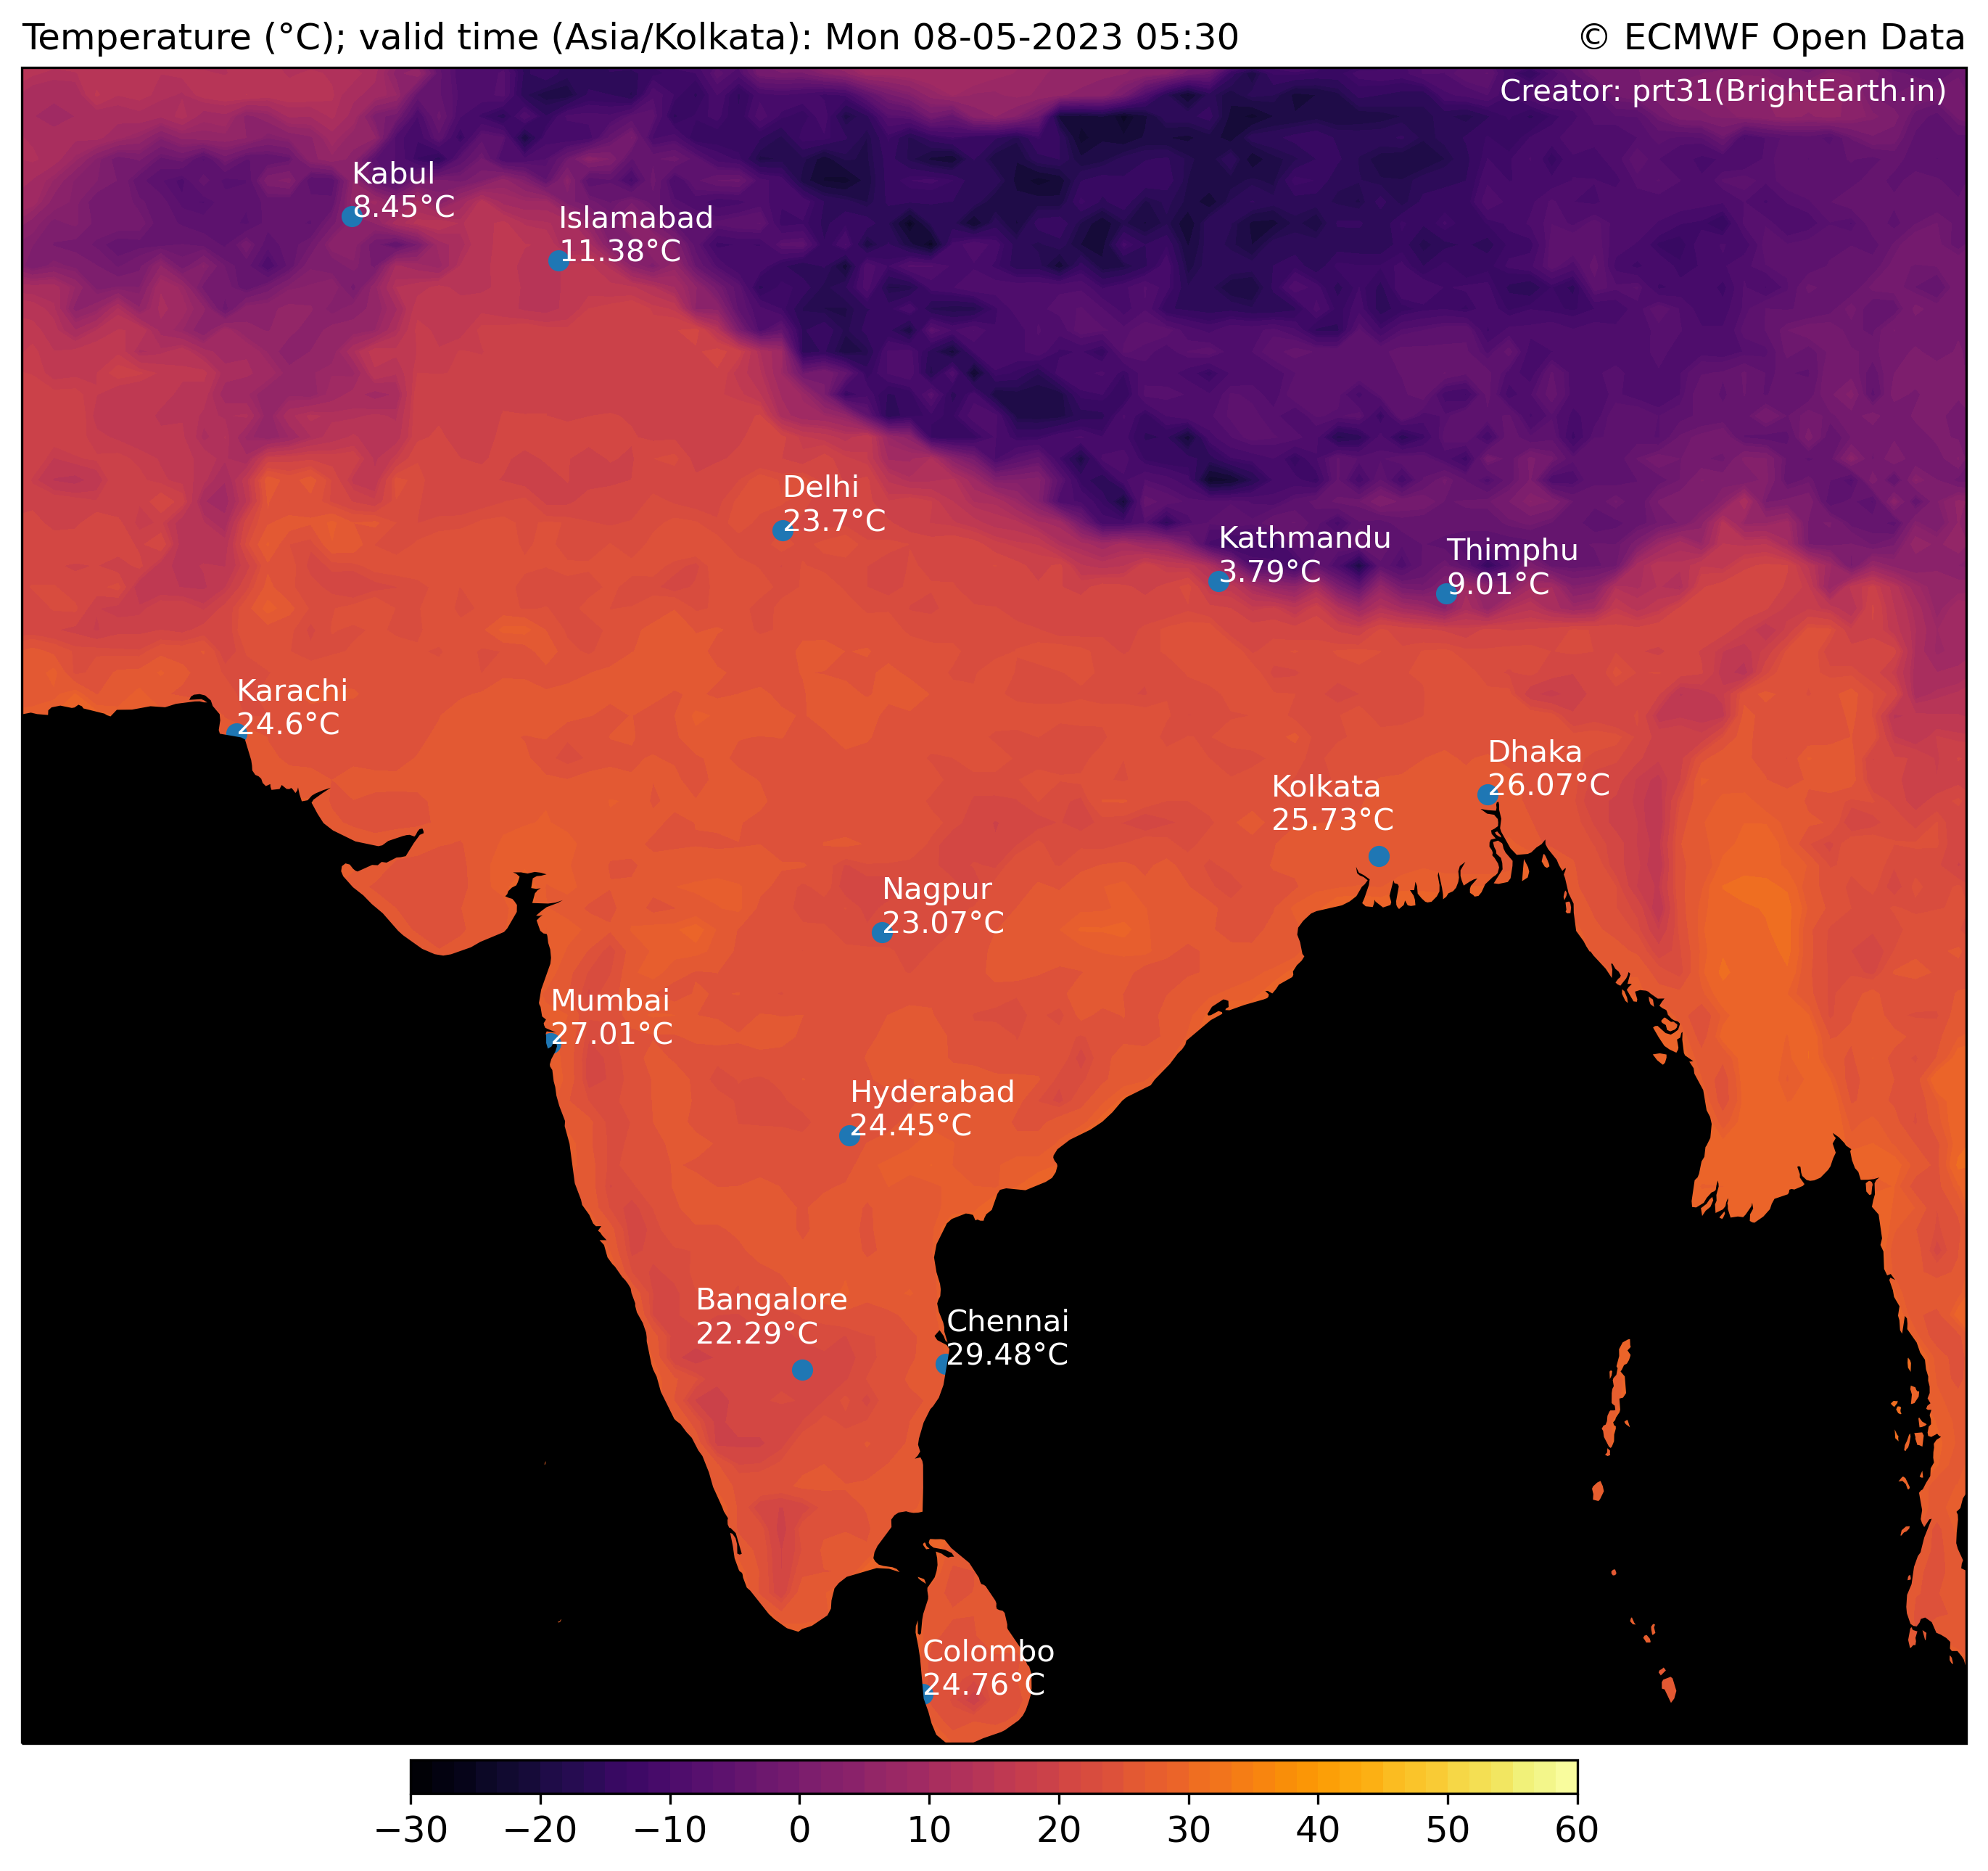 Temperature (°C); valid time (Asia/Kolkata): Mon 08-05-2023 05:30
© ECMWF Open Data
Creator: prt31(BrightEarth.in)
Kabul
8.45°C
Islamabad
11.38°C
Delhi
23.7°C
Kathmandu
3.79°C
Thimphu
9.01°C
Karachi
24.6°C
Dhaka
26.07°C
Kolkata
25.73°C
Nagpur
23.07°C
Mumbai
27.01°C
Hyderabad
24.45°C
Bangalore
22.29°C
Chennai
29.48°C
Colombo
24.76°C
−30 −20 −10 0 10 20 30 40 50 60